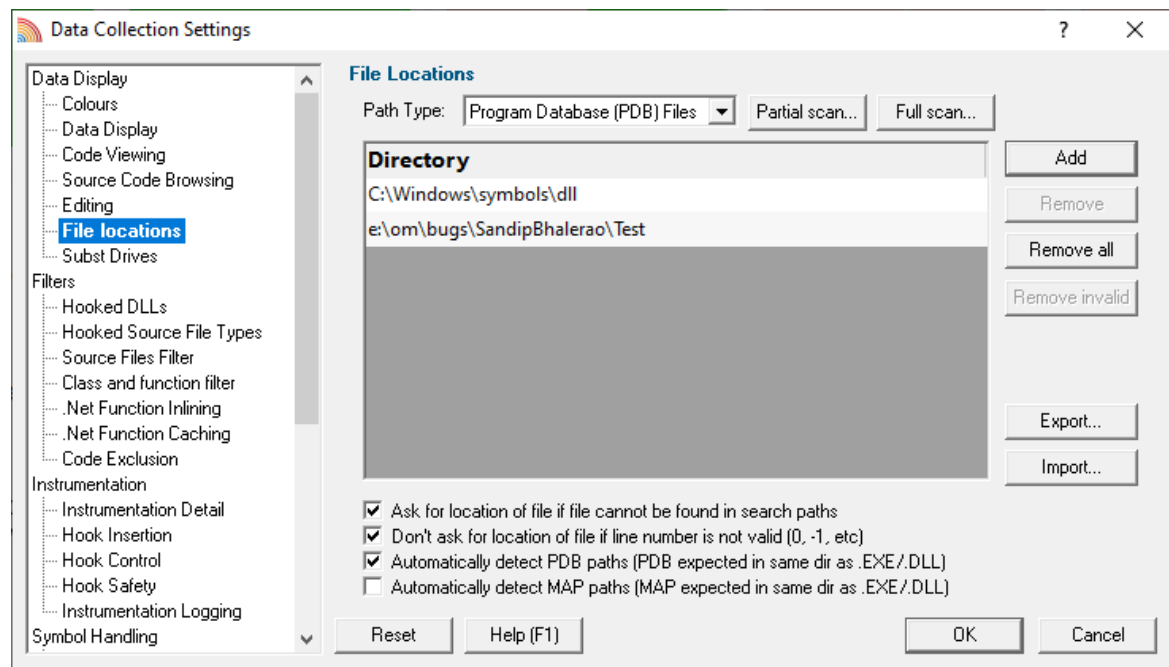 Data Collection Settings
?
Data Display
Colours
Data Display
Code Viewing
Source Code Browsing
Editing
File locations
Subst Drives
Filters
Hooked DLLs
Hooked Source File Types
Source Files Filter
Class and function filter
.Net Function Inlining
.Net Function Caching
Code Exclusion
Instrumentation
Instrumentation Detail
Hook Insertion
Hook Control
Hook Safety
Instrumentation Logging
Symbol Handling
File Locations
Path Type: Program Database (PDB) Files Partial scan... Full scan...
Directory
C:\Windows\symbols\dll
e:\om\bugs\SandipBhalerao\Test
Add
Remove
Remove all
Remove invalid
Export...
Import...
Ask for location of file if file cannot be found in search paths
Don't ask for location of file if line number is not valid (0, -1, etc)
Automatically detect PDB paths (PDB expected in same dir as .EXE/.DLL)
Automatically detect MAP paths (MAP expected in same dir as .EXE/.DLL)
Reset Help (F1) OK Cancel